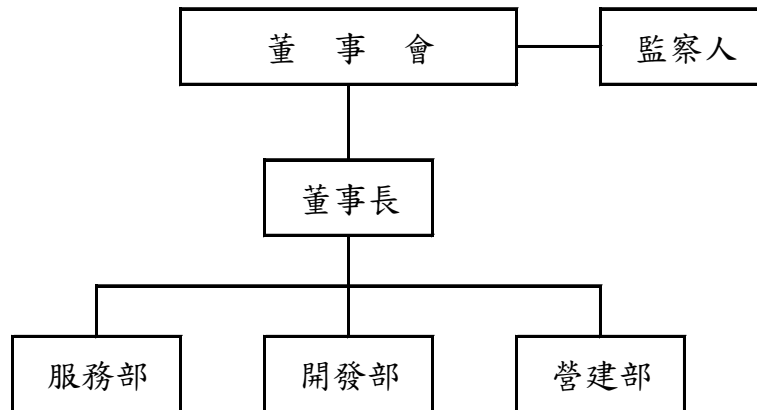 董 事 會
監察人
董事長
服務部
開發部
營建部